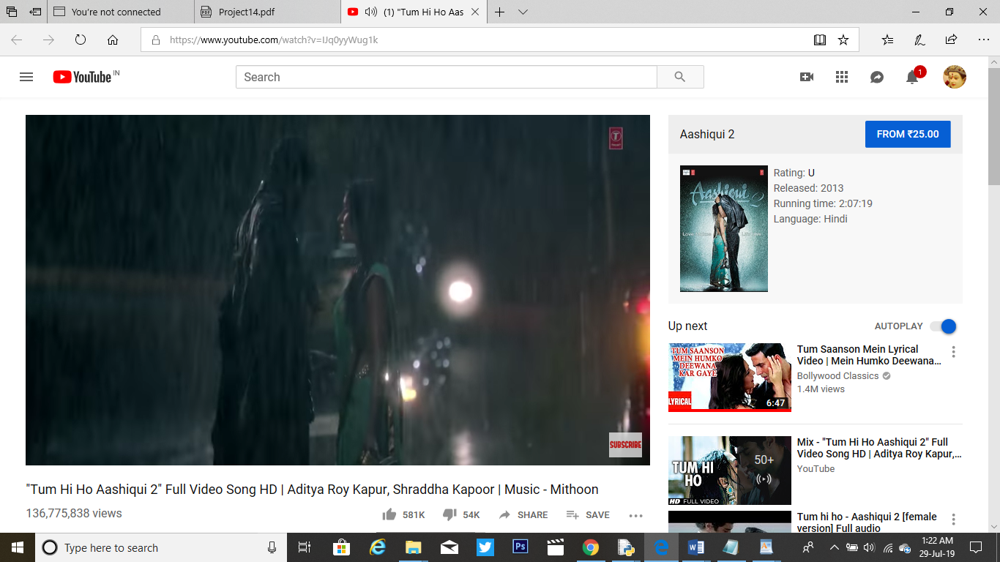 You're not connected
Project14.pdf
(1) "Tum Hi Ho Aas
https://www.youtube.com/watch?v=IJq0yyWug1k
YouTube IN
Search
1
SUBSCRIBE
"Tum Hi Ho Aashiqui 2" Full Video Song HD | Aditya Roy Kapur, Shraddha Kapoor | Music - Mithoon
136,775,838 views
581K
54K
SHARE
SAVE
Aashiqui 2
FROM ₹25.00
Aashiqui 2
Rating: U
Released: 2013
Running time: 2:07:19
Language: Hindi
Up next
AUTOPLAY
TUM SAANSON
MEIN HUMKO
DEEWANA
KAR GAYE
LYRICAL
6:47
Tum Saanson Mein Lyrical
Video | Mein Humko Deewana...
Bollywood Classics
1.4M views
TUM HI
HO
HD FULL VIDEO
50+
Mix - "Tum Hi Ho Aashiqui 2" Full
Video Song HD | Aditya Roy Kapur,...
YouTube
Tum hi ho - Aashiqui 2 [female
version] Full audio
Type here to search
Ps
1:22 AM
29-Jul-19